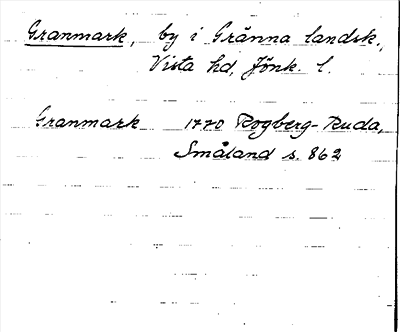 Granmark, by i Gränna landsk.,
Vista hd, Jönk. l.
Granmark 1770 Rogberg-Ruda,
Småland s. 862